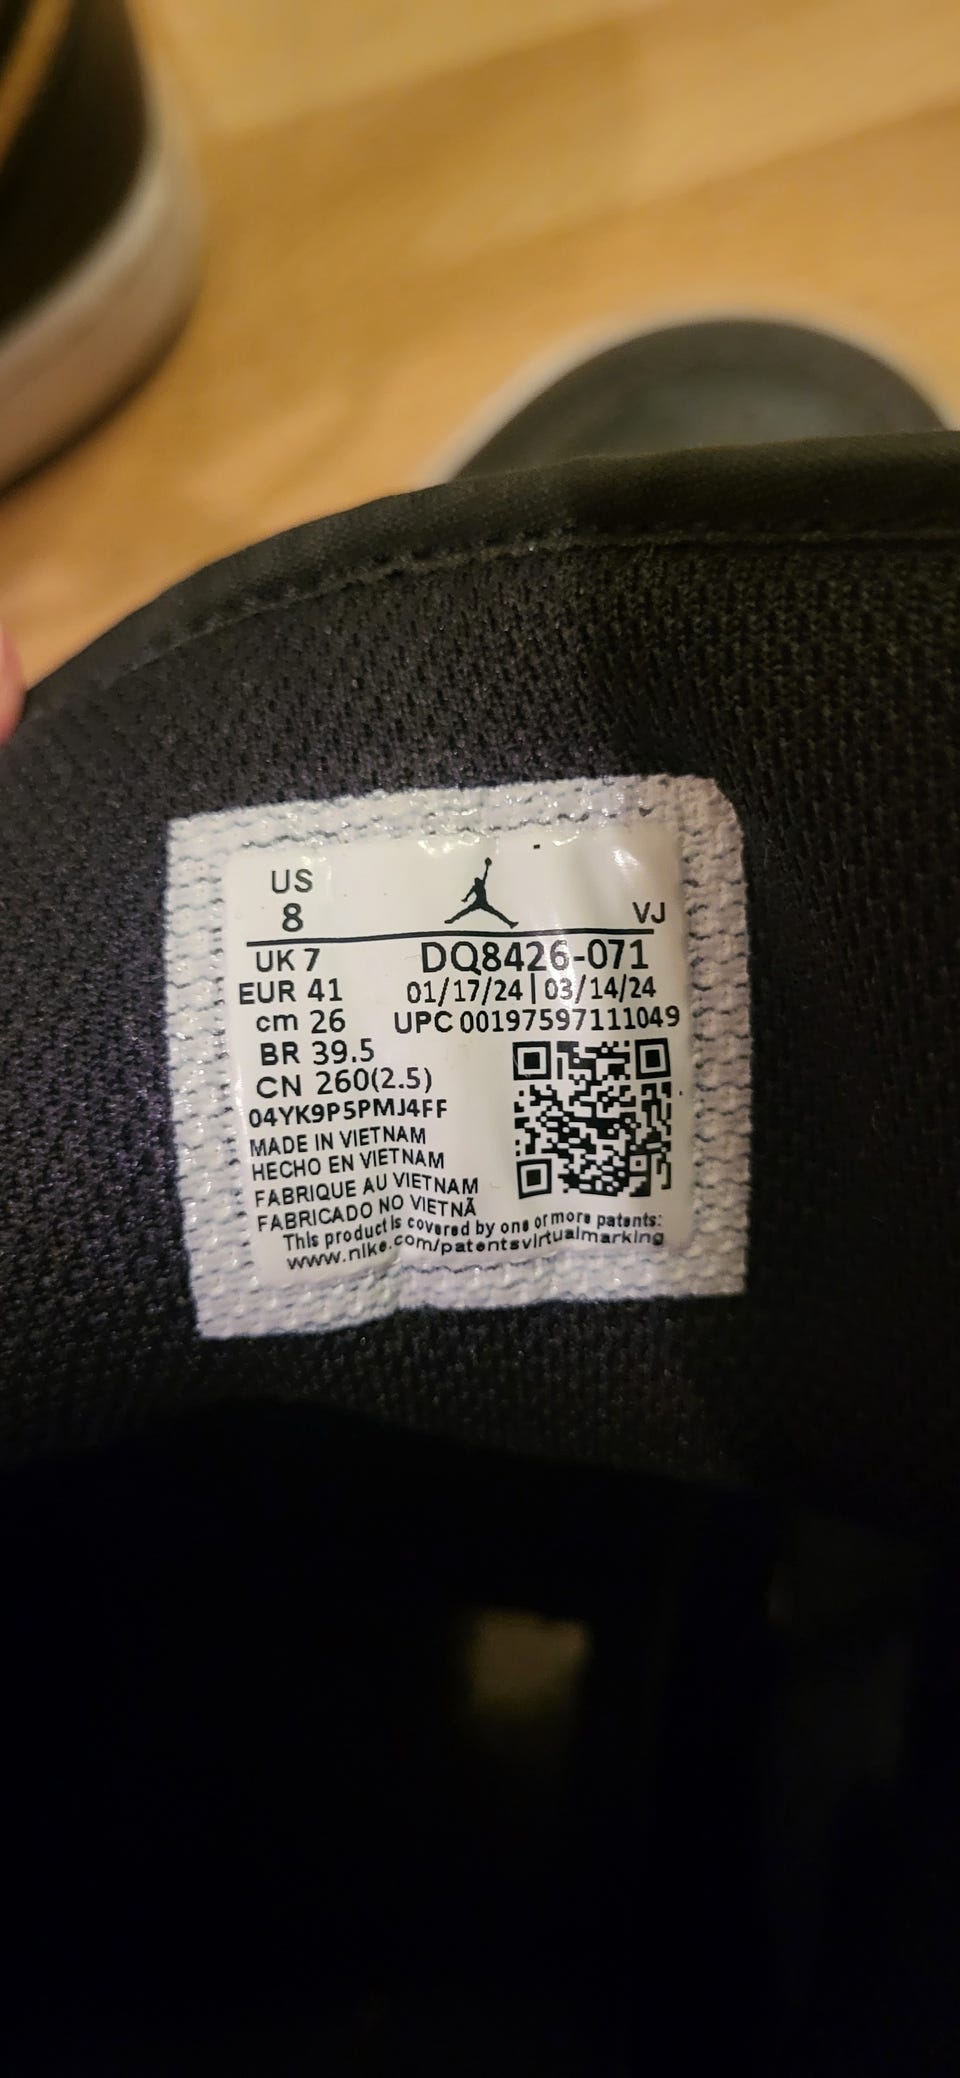 US
8
VJ
UK 7
DQ8426-071
EUR 41
01/17/24 | 03/14/24
cm 26
UPC 00197597111049
BR 39.5
CN 260(2.5)
04YK9P5PMJ4FF
MADE IN VIETNAM
HECHO EN VIETNAM
FABRIQUE AU VIETNAM
FABRICADO NO VIETNÃ
This product is covered by one or more patents:
www.nike.com/patentsvirtualmarking